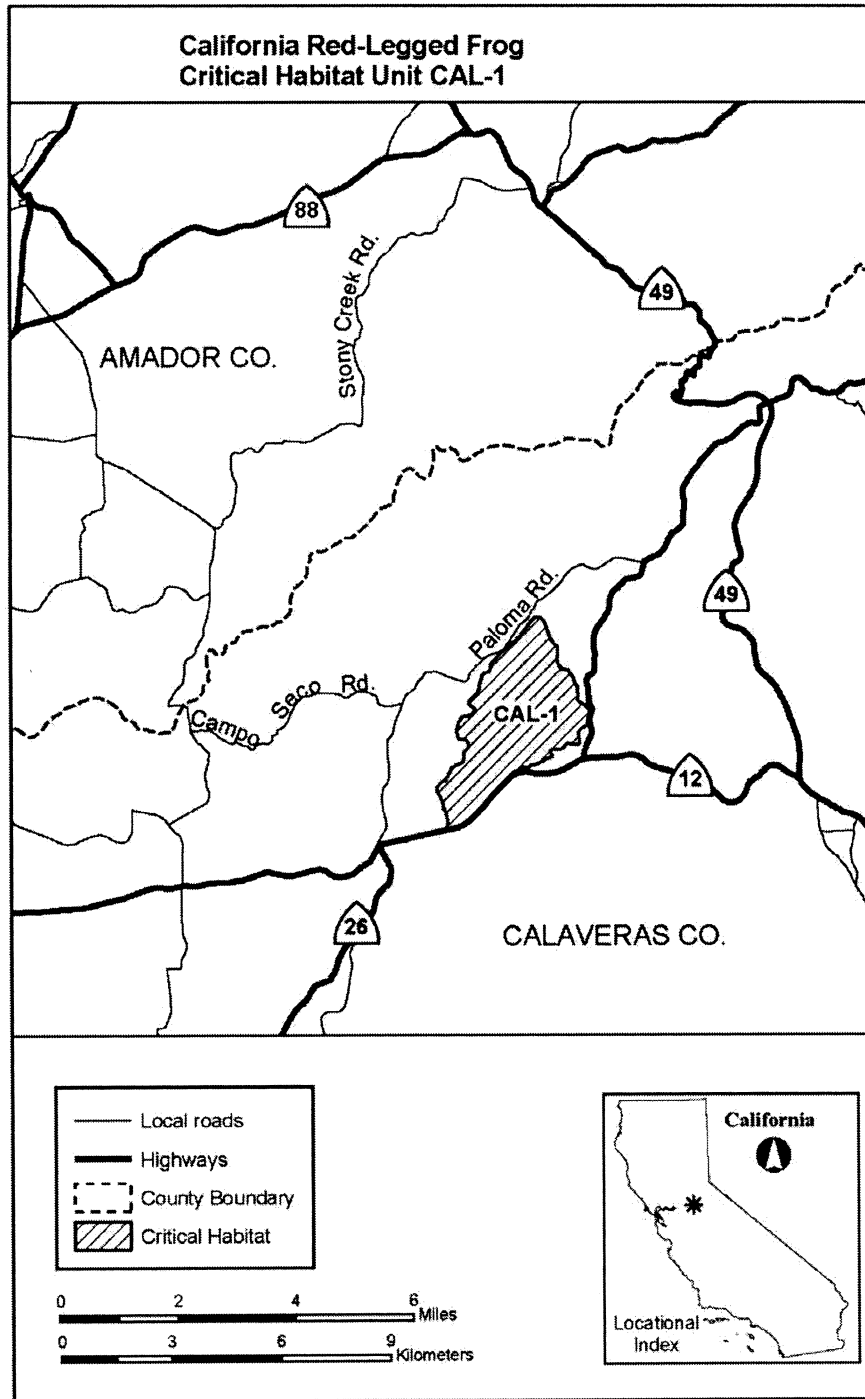 California Red-Legged Frog
Critical Habitat Unit CAL-1
88
Stony Creek Rd.
49
AMADOR CO.
Paloma Rd.
49
Campo Seco Rd.
CAL-1
12
26
CALAVERAS CO.
Local roads
Highways
County Boundary
Critical Habitat
0 2 4 6
Miles
0 3 6 9
Kilometers
California
Locational
Index